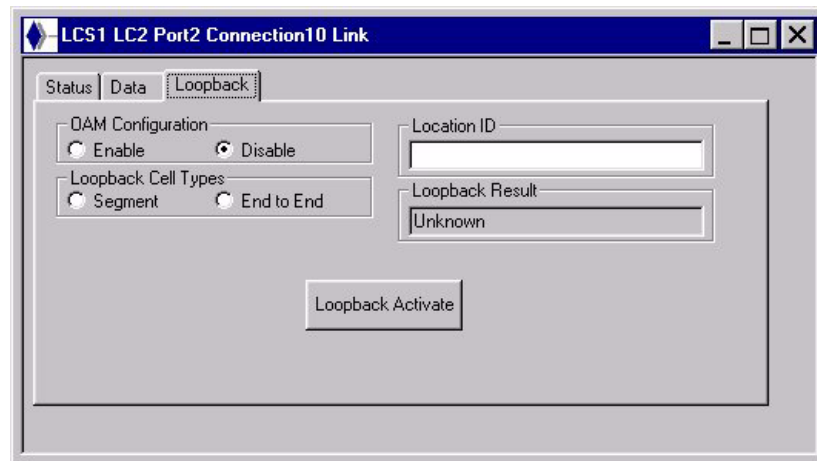 LCS1 LC2 Port2 Connection10 Link
Status Data Loopback
OAM Configuration
Enable Disable
Loopback Cell Types
Segment End to End
Location ID
Loopback Result
Unknown
Loopback Activate